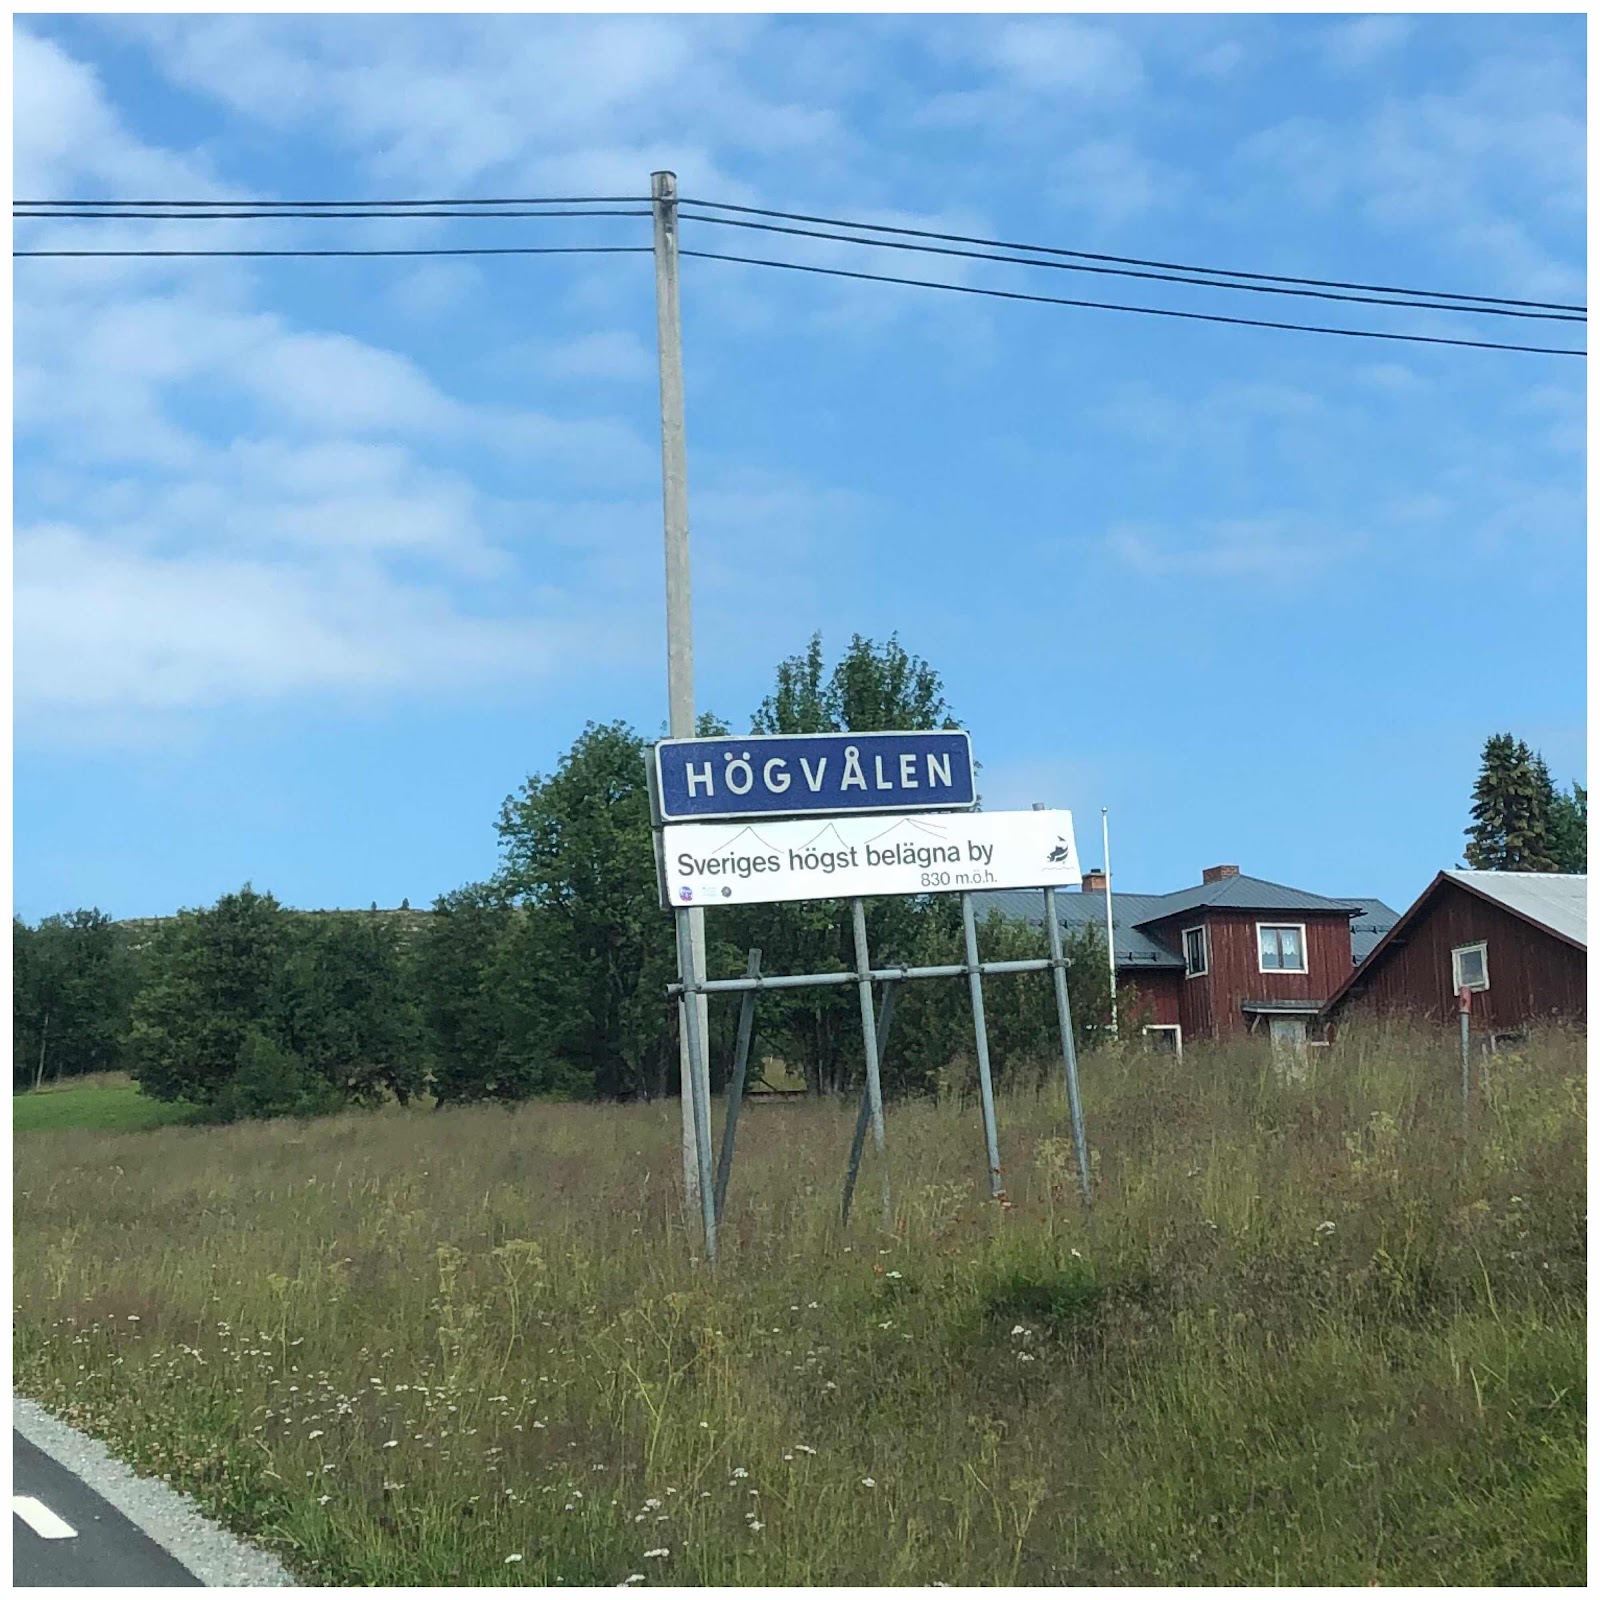 HÖGVÅLEN
Sveriges högst belägna by
830 m.ö.h.